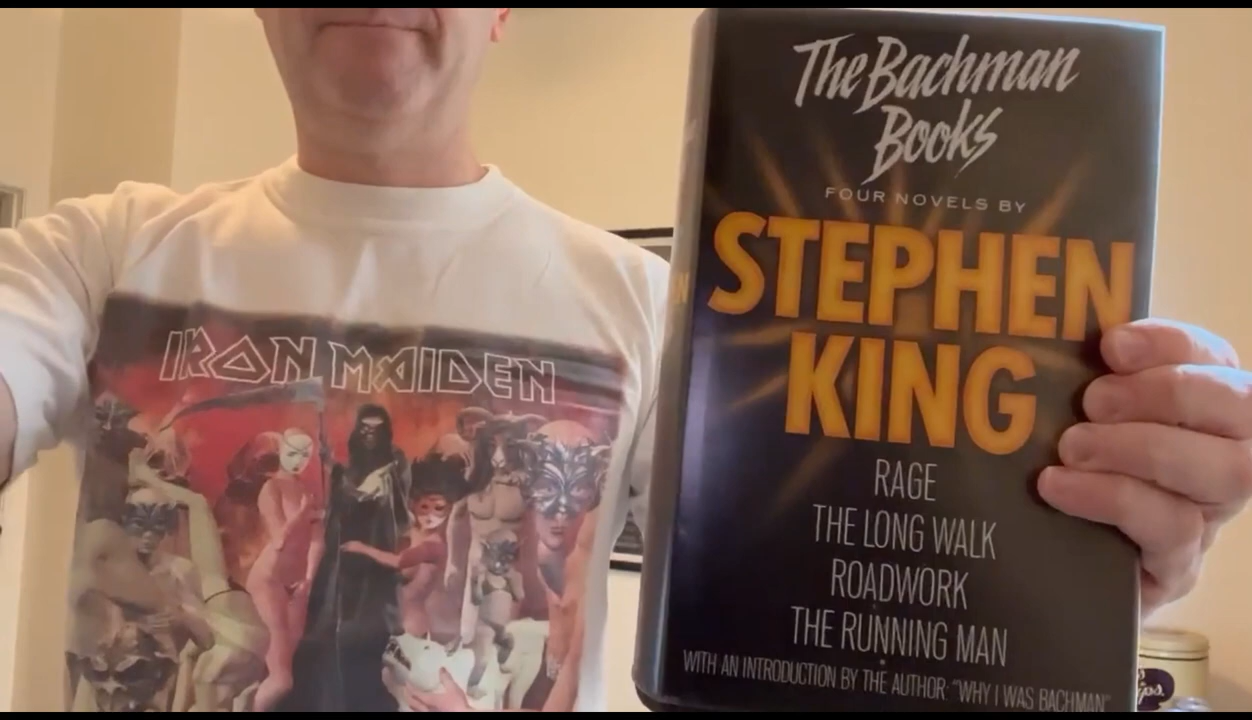 IRON MAIDEN
The Bachman
Books
FOUR NOVELS BY
STEPHEN
KING
RAGE
THE LONG WALK
ROADWORK
THE RUNNING MAN
WITH AN INTRODUCTION BY THE AUTHOR: "WHY I WAS BACHMAN"